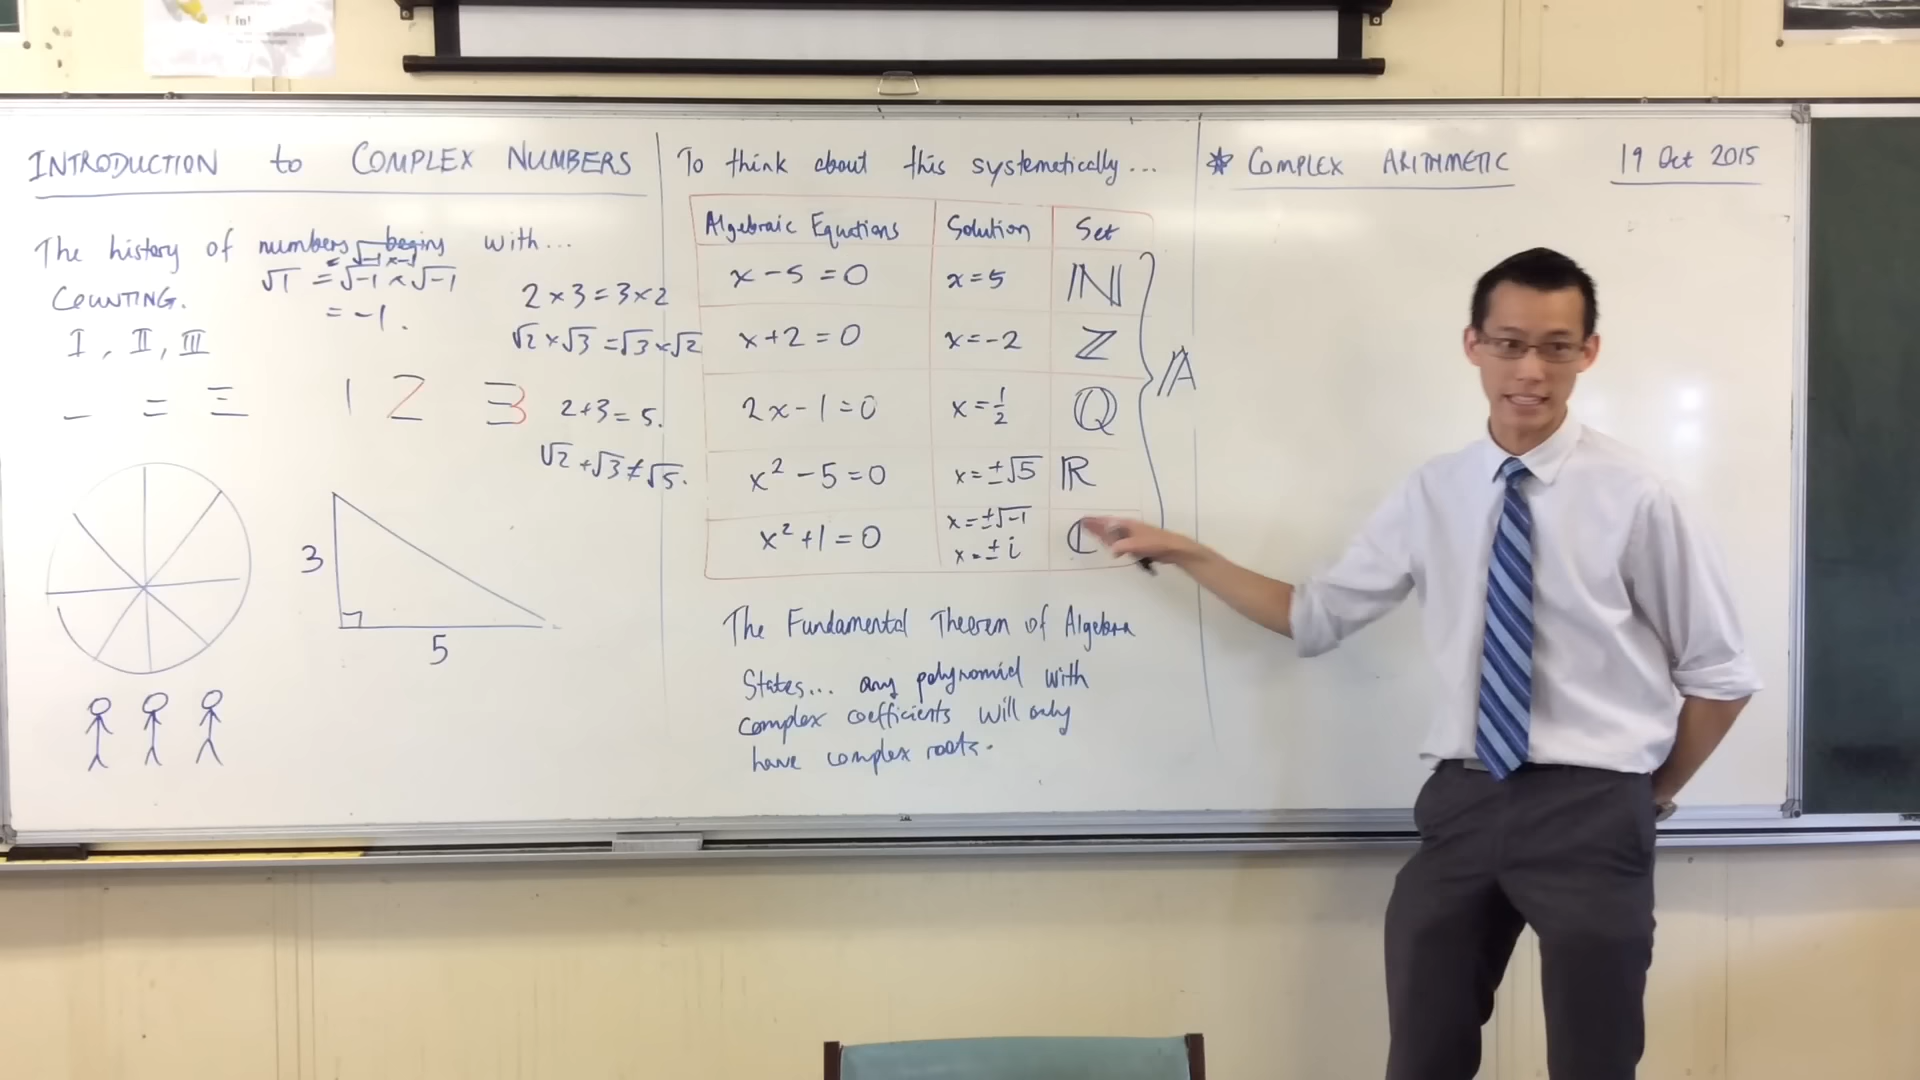 in!
INTRODUCTION to COMPLEX NUMBERS
The history of numbers begins with...
COUNTING.
√1 = √-1 × √-1
= √-1 × -1
= -1.
I, II, III
2 × 3 = 3 × 2
√2 × √3 = √3 × √2
1 2 3
2 + 3 = 5.
√2 + √3 ≠ √5.
3
5
To think about this systematically...
Algebraic Equations Solution Set
x - 5 = 0 x = 5 ℕ
x + 2 = 0 x = -2 ℤ
2x - 1 = 0 x = 1/2 ℚ
x² - 5 = 0 x = ±√5 ℝ
x² + 1 = 0 x = ±√-1 ℂ
x = ± i
𝔸
The Fundamental Theorem of Algebra
States... any polynomial with
complex coefficients will only
have complex roots.
* COMPLEX ARITHMETIC 19 Oct 2015